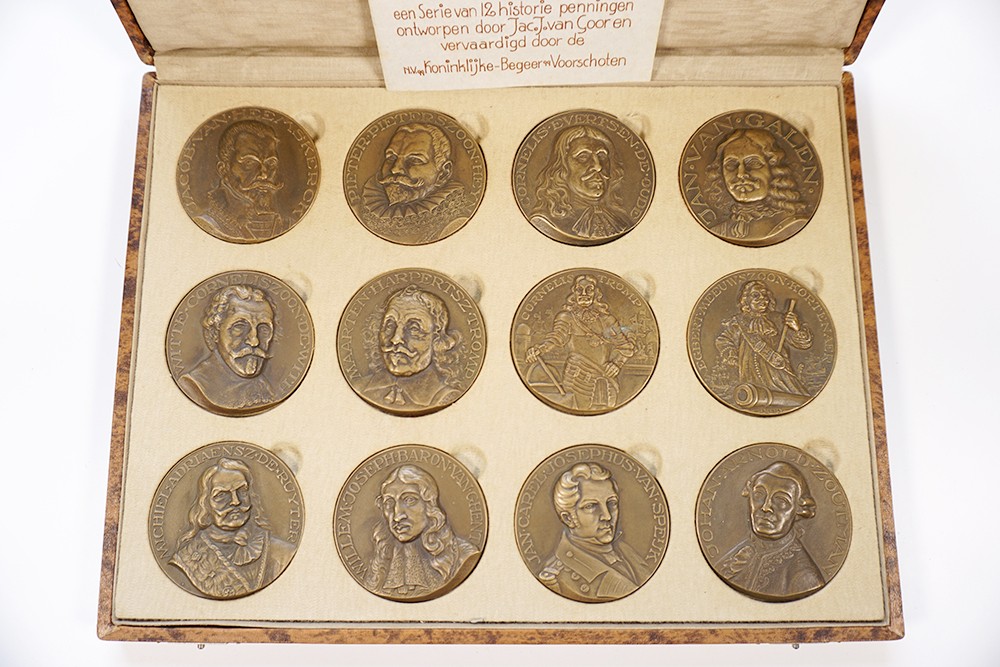 een Serie van 12 historie penningen
ontworpen door Jac. J. van Goor en
vervaardigd door de
N.V. „Koninklijke-Begeer" Voorschoten
JACOB·VAN·HEEMSKERCK
PIETER·PIETERSZOON·HEYN
CORNELIS·EVERTSEN·DE·OUDE
JAN·VAN·GALEN·
WITTE·CORNELISZOON·DE·WITH
MAARTEN·HARPERTSZ·TROMP
CORNELIS TROMP
EGBERT·MEEUWSZOON·KORTENAER
MICHIEL·ADRIAENSZ·DE·RUYTER
WILLEM·JOSEPH·BARON·VAN·GHENT
JAN·CAREL·JOSEPHUS·VAN·SPEJK
JOHAN·ARNOLD·ZOUTMAN